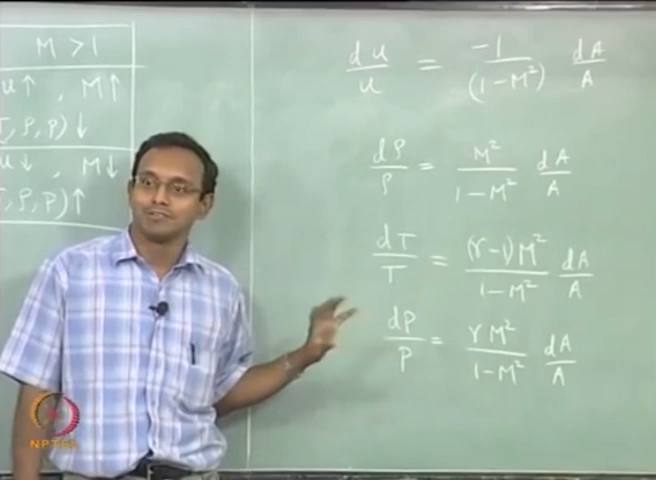 M > 1
u↑ , M↑
T, ρ, p) ↓
u↓ , M↓
T, ρ, p) ↑
du/u = -1/(1-M²) dA/A
dρ/ρ = M²/1-M² dA/A
dT/T = (γ-1)M²/1-M² dA/A
dp/p = γM²/1-M² dA/A
NPTEL